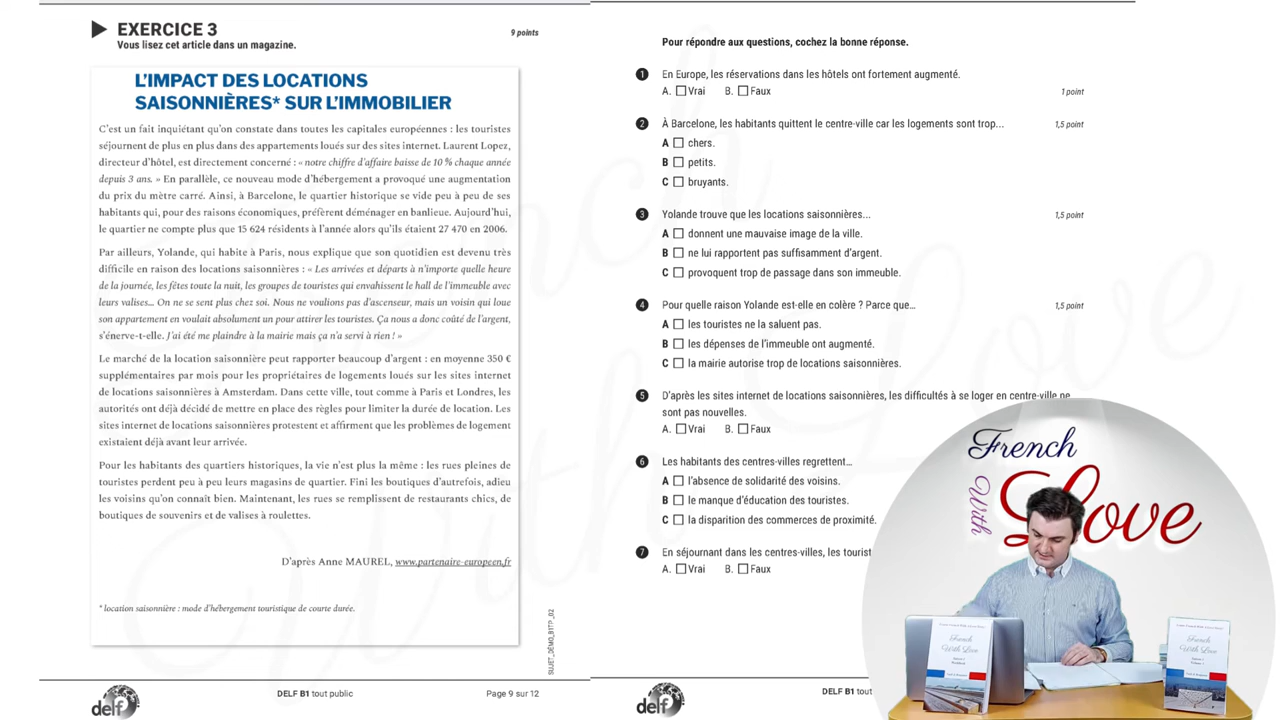 EXERCICE 3
9 points
Vous lisez cet article dans un magazine.
L'IMPACT DES LOCATIONS
SAISONNIÈRES* SUR L'IMMOBILIER
C'est un fait inquiétant qu'on constate dans toutes les capitales européennes : les touristes
séjournent de plus en plus dans des appartements loués sur des sites internet. Laurent Lopez,
directeur d'hôtel, est directement concerné : « notre chiffre d'affaire baisse de 10 % chaque année
depuis 3 ans. » En parallèle, ce nouveau mode d'hébergement a provoqué une augmentation
du prix du mètre carré. Ainsi, à Barcelone, le quartier historique se vide peu à peu de ses
habitants qui, pour des raisons économiques, préfèrent déménager en banlieue. Aujourd'hui,
le quartier ne compte plus que 15 624 résidents à l'année alors qu'ils étaient 27 470 en 2006.
Par ailleurs, Yolande, qui habite à Paris, nous explique que son quotidien est devenu très
difficile en raison des locations saisonnières : « Les arrivées et départs à n'importe quelle heure
de la journée, les fêtes toute la nuit, les groupes de touristes qui envahissent le hall de l'immeuble avec
leurs valises... On ne se sent plus chez soi. Nous ne voulions pas d'ascenseur, mais un voisin qui loue
son appartement en voulait absolument un pour attirer les touristes. Ça nous a donc coûté de l'argent,
s'énerve-t-elle. J'ai été me plaindre à la mairie mais ça n'a servi à rien ! »
Le marché de la location saisonnière peut rapporter beaucoup d'argent : en moyenne 350 €
supplémentaires par mois pour les propriétaires de logements loués sur les sites internet
de locations saisonnières à Amsterdam. Dans cette ville, tout comme à Paris et Londres, les
autorités ont déjà décidé de mettre en place des règles pour limiter la durée de location. Les
sites internet de locations saisonnières protestent et affirment que les problèmes de logement
existaient déjà avant leur arrivée.
Pour les habitants des quartiers historiques, la vie n'est plus la même : les rues pleines de
touristes perdent peu à peu leurs magasins de quartier. Fini les boutiques d'autrefois, adieu
les voisins qu'on connaît bien. Maintenant, les rues se remplissent de restaurants chics, de
boutiques de souvenirs et de valises à roulettes.
D'après Anne MAUREL, www.partenaire-europeen.fr
* location saisonnière : mode d'hébergement touristique de courte durée.
SUJET_DÉMO_B1TP_02
delf
DELF B1 tout public
Page 9 sur 12
Pour répondre aux questions, cochez la bonne réponse.
1 En Europe, les réservations dans les hôtels ont fortement augmenté.
A. Vrai B. Faux 1 point
2 À Barcelone, les habitants quittent le centre-ville car les logements sont trop... 1,5 point
A chers.
B petits.
C bruyants.
3 Yolande trouve que les locations saisonnières... 1,5 point
A donnent une mauvaise image de la ville.
B ne lui rapportent pas suffisamment d'argent.
C provoquent trop de passage dans son immeuble.
4 Pour quelle raison Yolande est-elle en colère ? Parce que... 1,5 point
A les touristes ne la saluent pas.
B les dépenses de l'immeuble ont augmenté.
C la mairie autorise trop de locations saisonnières.
5 D'après les sites internet de locations saisonnières, les difficultés à se loger en centre-ville ne
sont pas nouvelles.
A. Vrai B. Faux
6 Les habitants des centres-villes regrettent...
A l'absence de solidarité des voisins.
B le manque d'éducation des touristes.
C la disparition des commerces de proximité.
7 En séjournant dans les centres-villes, les tourist
A. Vrai B. Faux
delf
DELF B1
French
With
Love
French
With Love
French
With Love